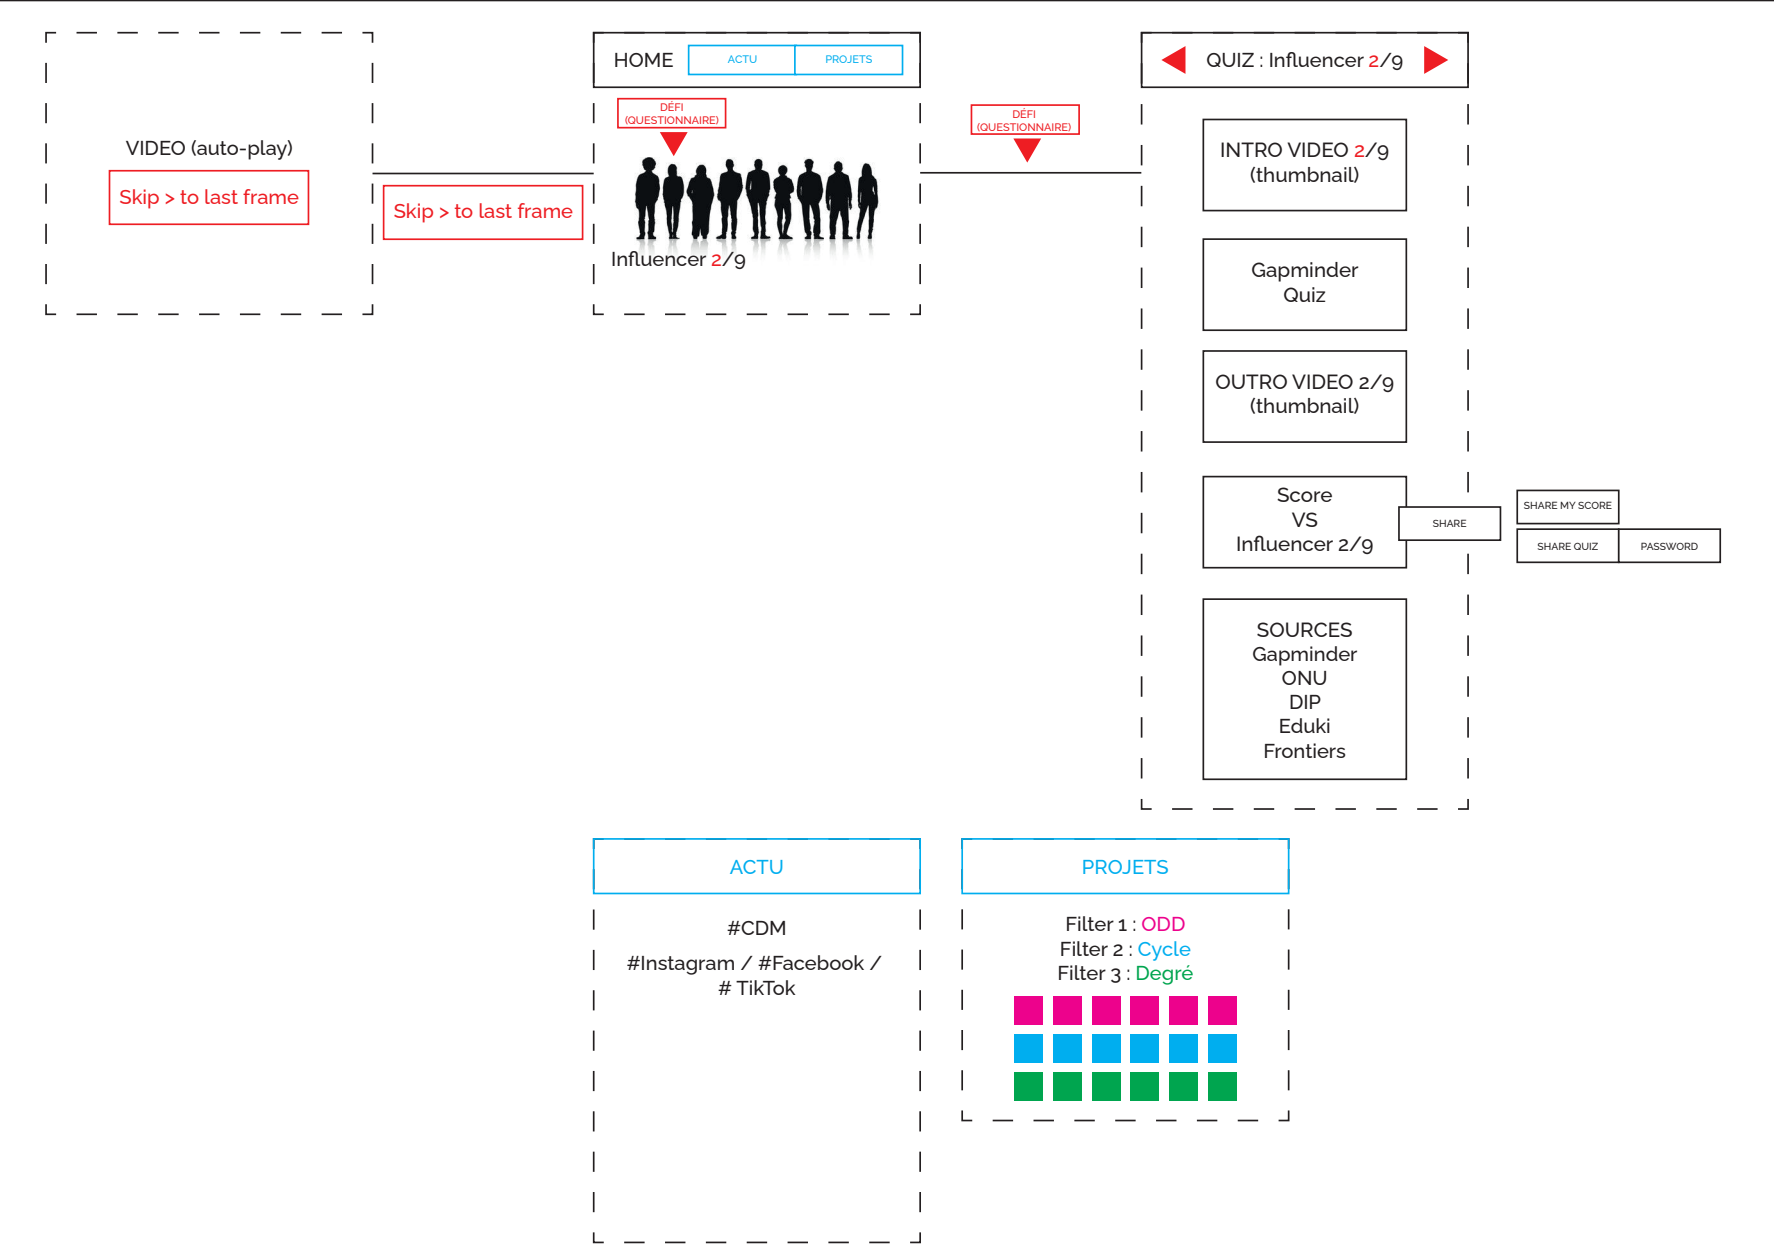 VIDEO (auto-play)
Skip > to last frame
Skip > to last frame
HOME
ACTU
PROJETS
DÉFI
(QUESTIONNAIRE)
Influencer 2/9
DÉFI
(QUESTIONNAIRE)
QUIZ : Influencer 2/9
INTRO VIDEO 2/9
(thumbnail)
Gapminder
Quiz
OUTRO VIDEO 2/9
(thumbnail)
Score
VS
Influencer 2/9
SHARE
SHARE MY SCORE
SHARE QUIZ
PASSWORD
SOURCES
Gapminder
ONU
DIP
Eduki
Frontiers
ACTU
#CDM
#Instagram / #Facebook /
# TikTok
PROJETS
Filter 1 : ODD
Filter 2 : Cycle
Filter 3 : Degré